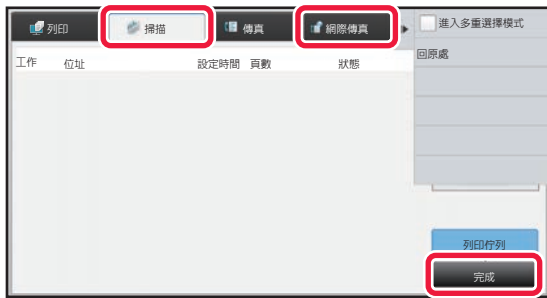 列印 掃描 傳真 網際傳真 進入多重選擇模式
回原處
工作 位址 設定時間 頁數 狀態
列印佇列
完成